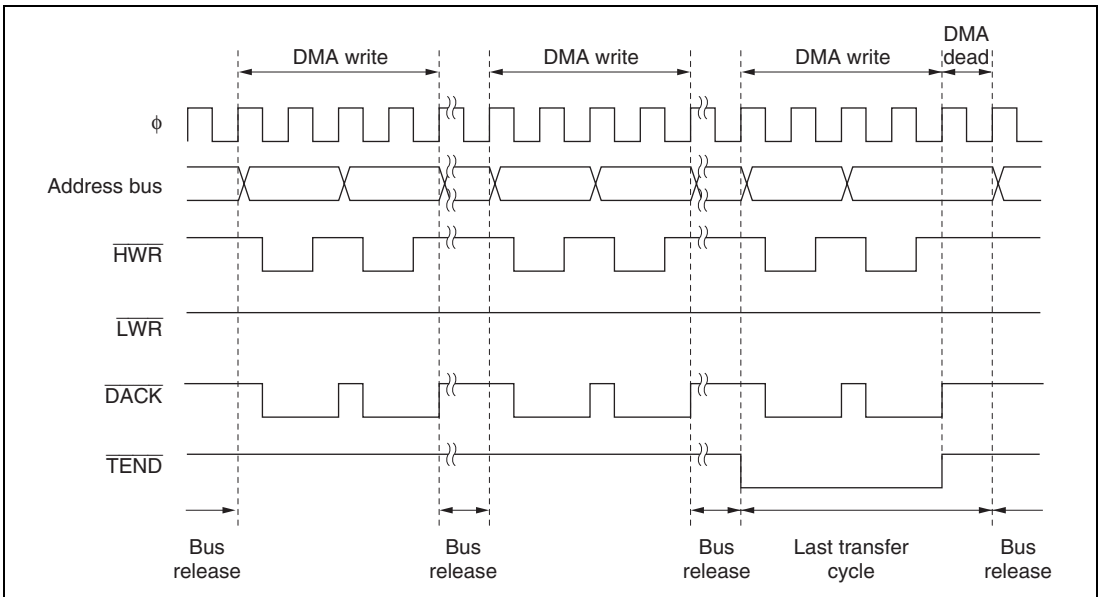 DMA write
DMA write
DMA write
DMA
dead
φ
Address bus
HWR
LWR
DACK
TEND
Bus
release
Bus
release
Bus
release
Last transfer
cycle
Bus
release